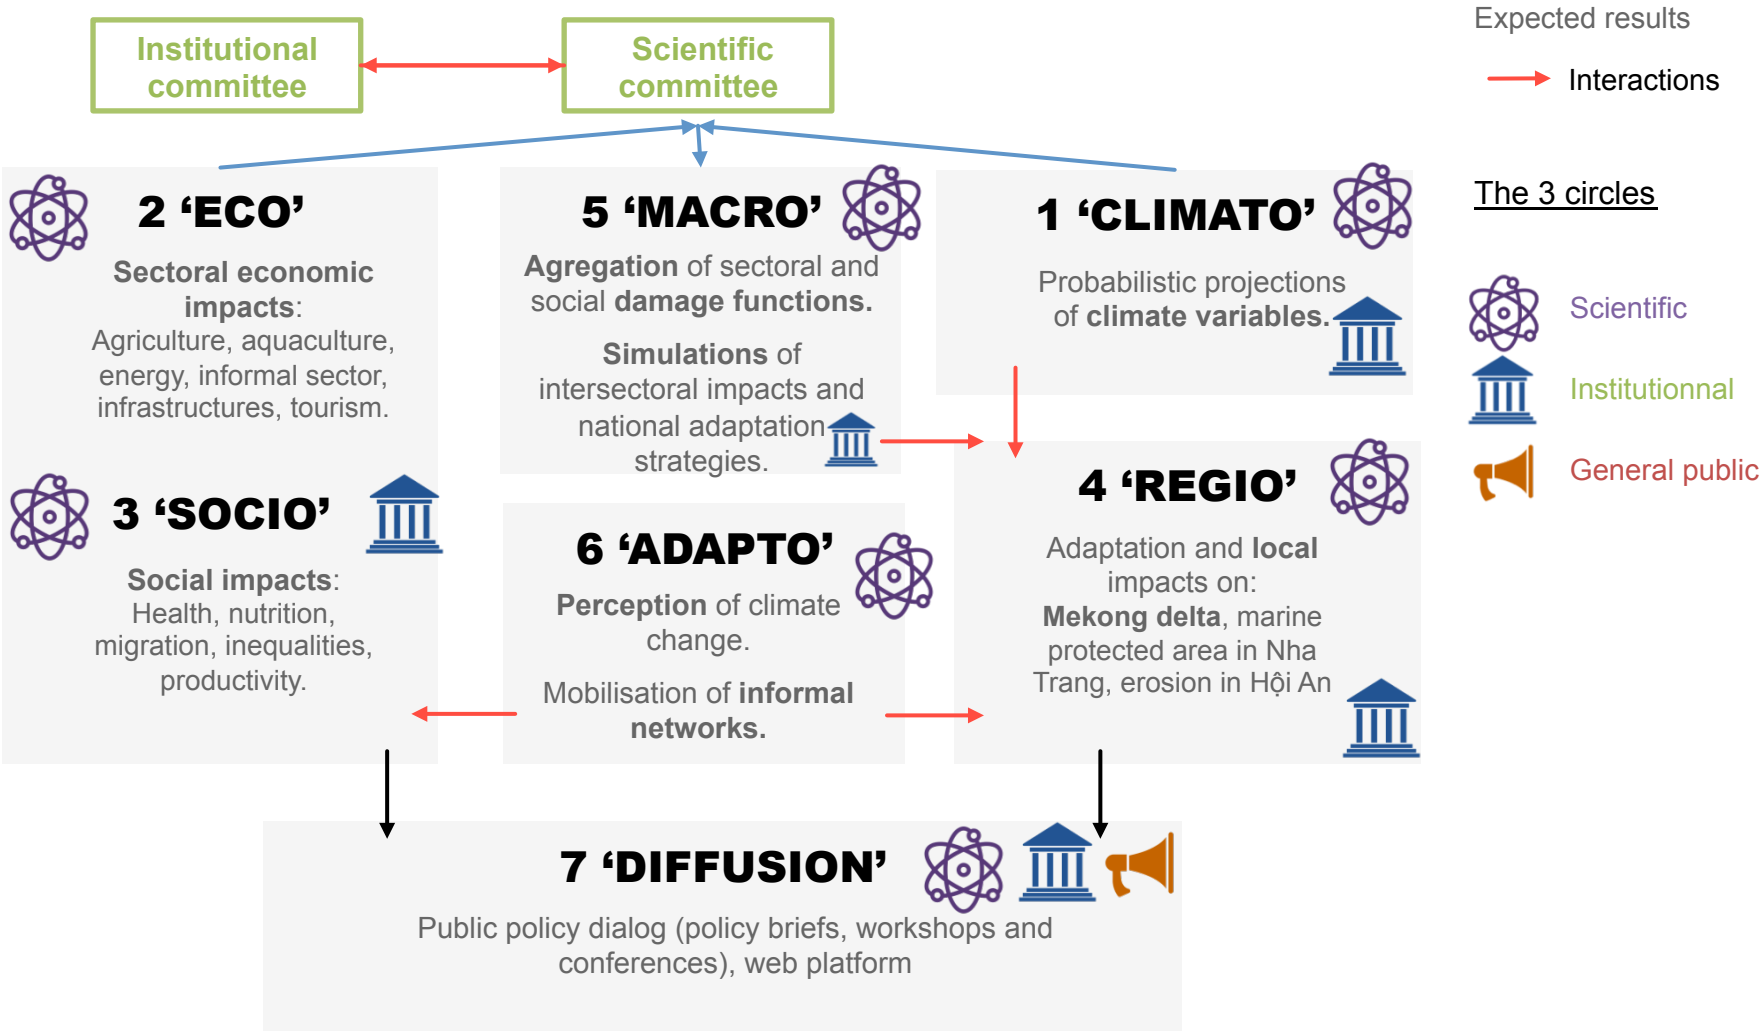 Institutional
committee
Scientific
committee
Expected results
Interactions
The 3 circles
Scientific
Institutionnal
General public
2 ‘ECO’
Sectoral economic
impacts:
Agriculture, aquaculture,
energy, informal sector,
infrastructures, tourism.
3 ‘SOCIO’
Social impacts:
Health, nutrition,
migration, inequalities,
productivity.
5 ‘MACRO’
Agregation of sectoral and
social damage functions.
Simulations of
intersectoral impacts and
national adaptation
strategies.
6 ‘ADAPTO’
Perception of climate
change.
Mobilisation of informal
networks.
1 ‘CLIMATO’
Probabilistic projections
of climate variables.
4 ‘REGIO’
Adaptation and local
impacts on:
Mekong delta, marine
protected area in Nha
Trang, erosion in Hội An
7 ‘DIFFUSION’
Public policy dialog (policy briefs, workshops and
conferences), web platform